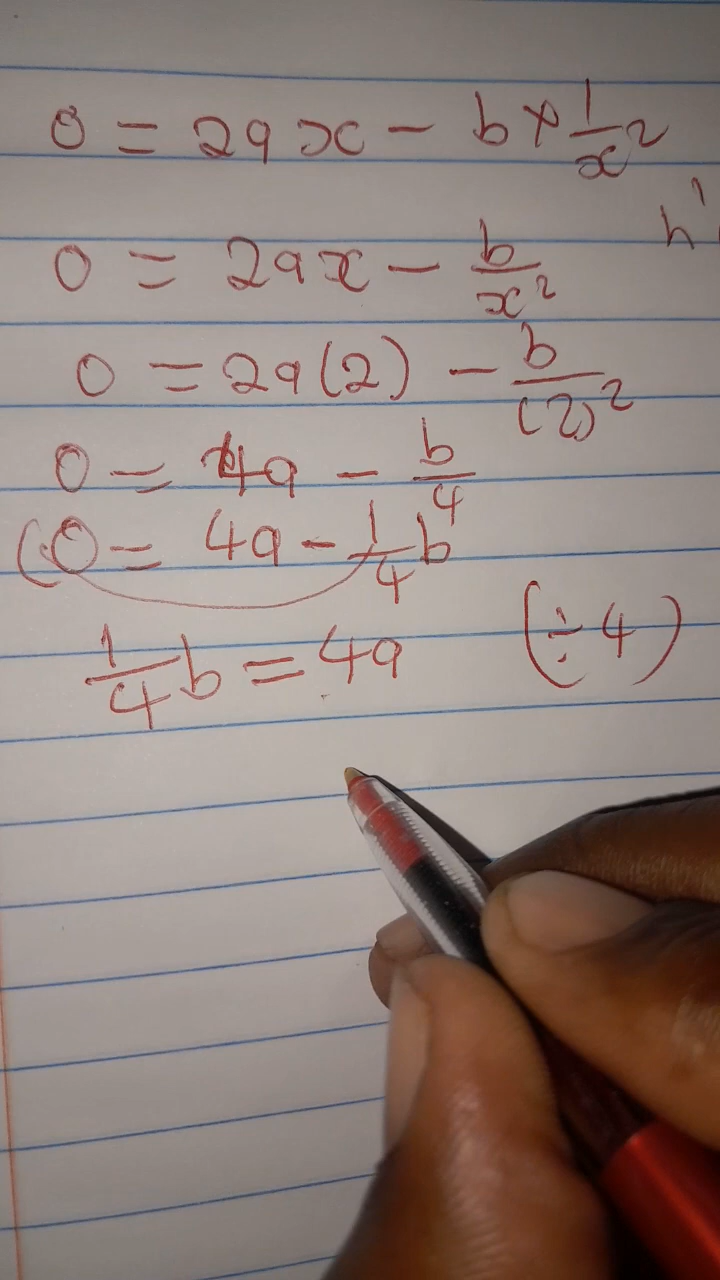 0 = 2ax - b × 1/x²
h'
0 = 2ax - b/x²
0 = 2a(2) - b/(2)²
0 = 4a - b/4
(0 = 4a - 1/4 b
1/4 b = 4a (÷ 4)